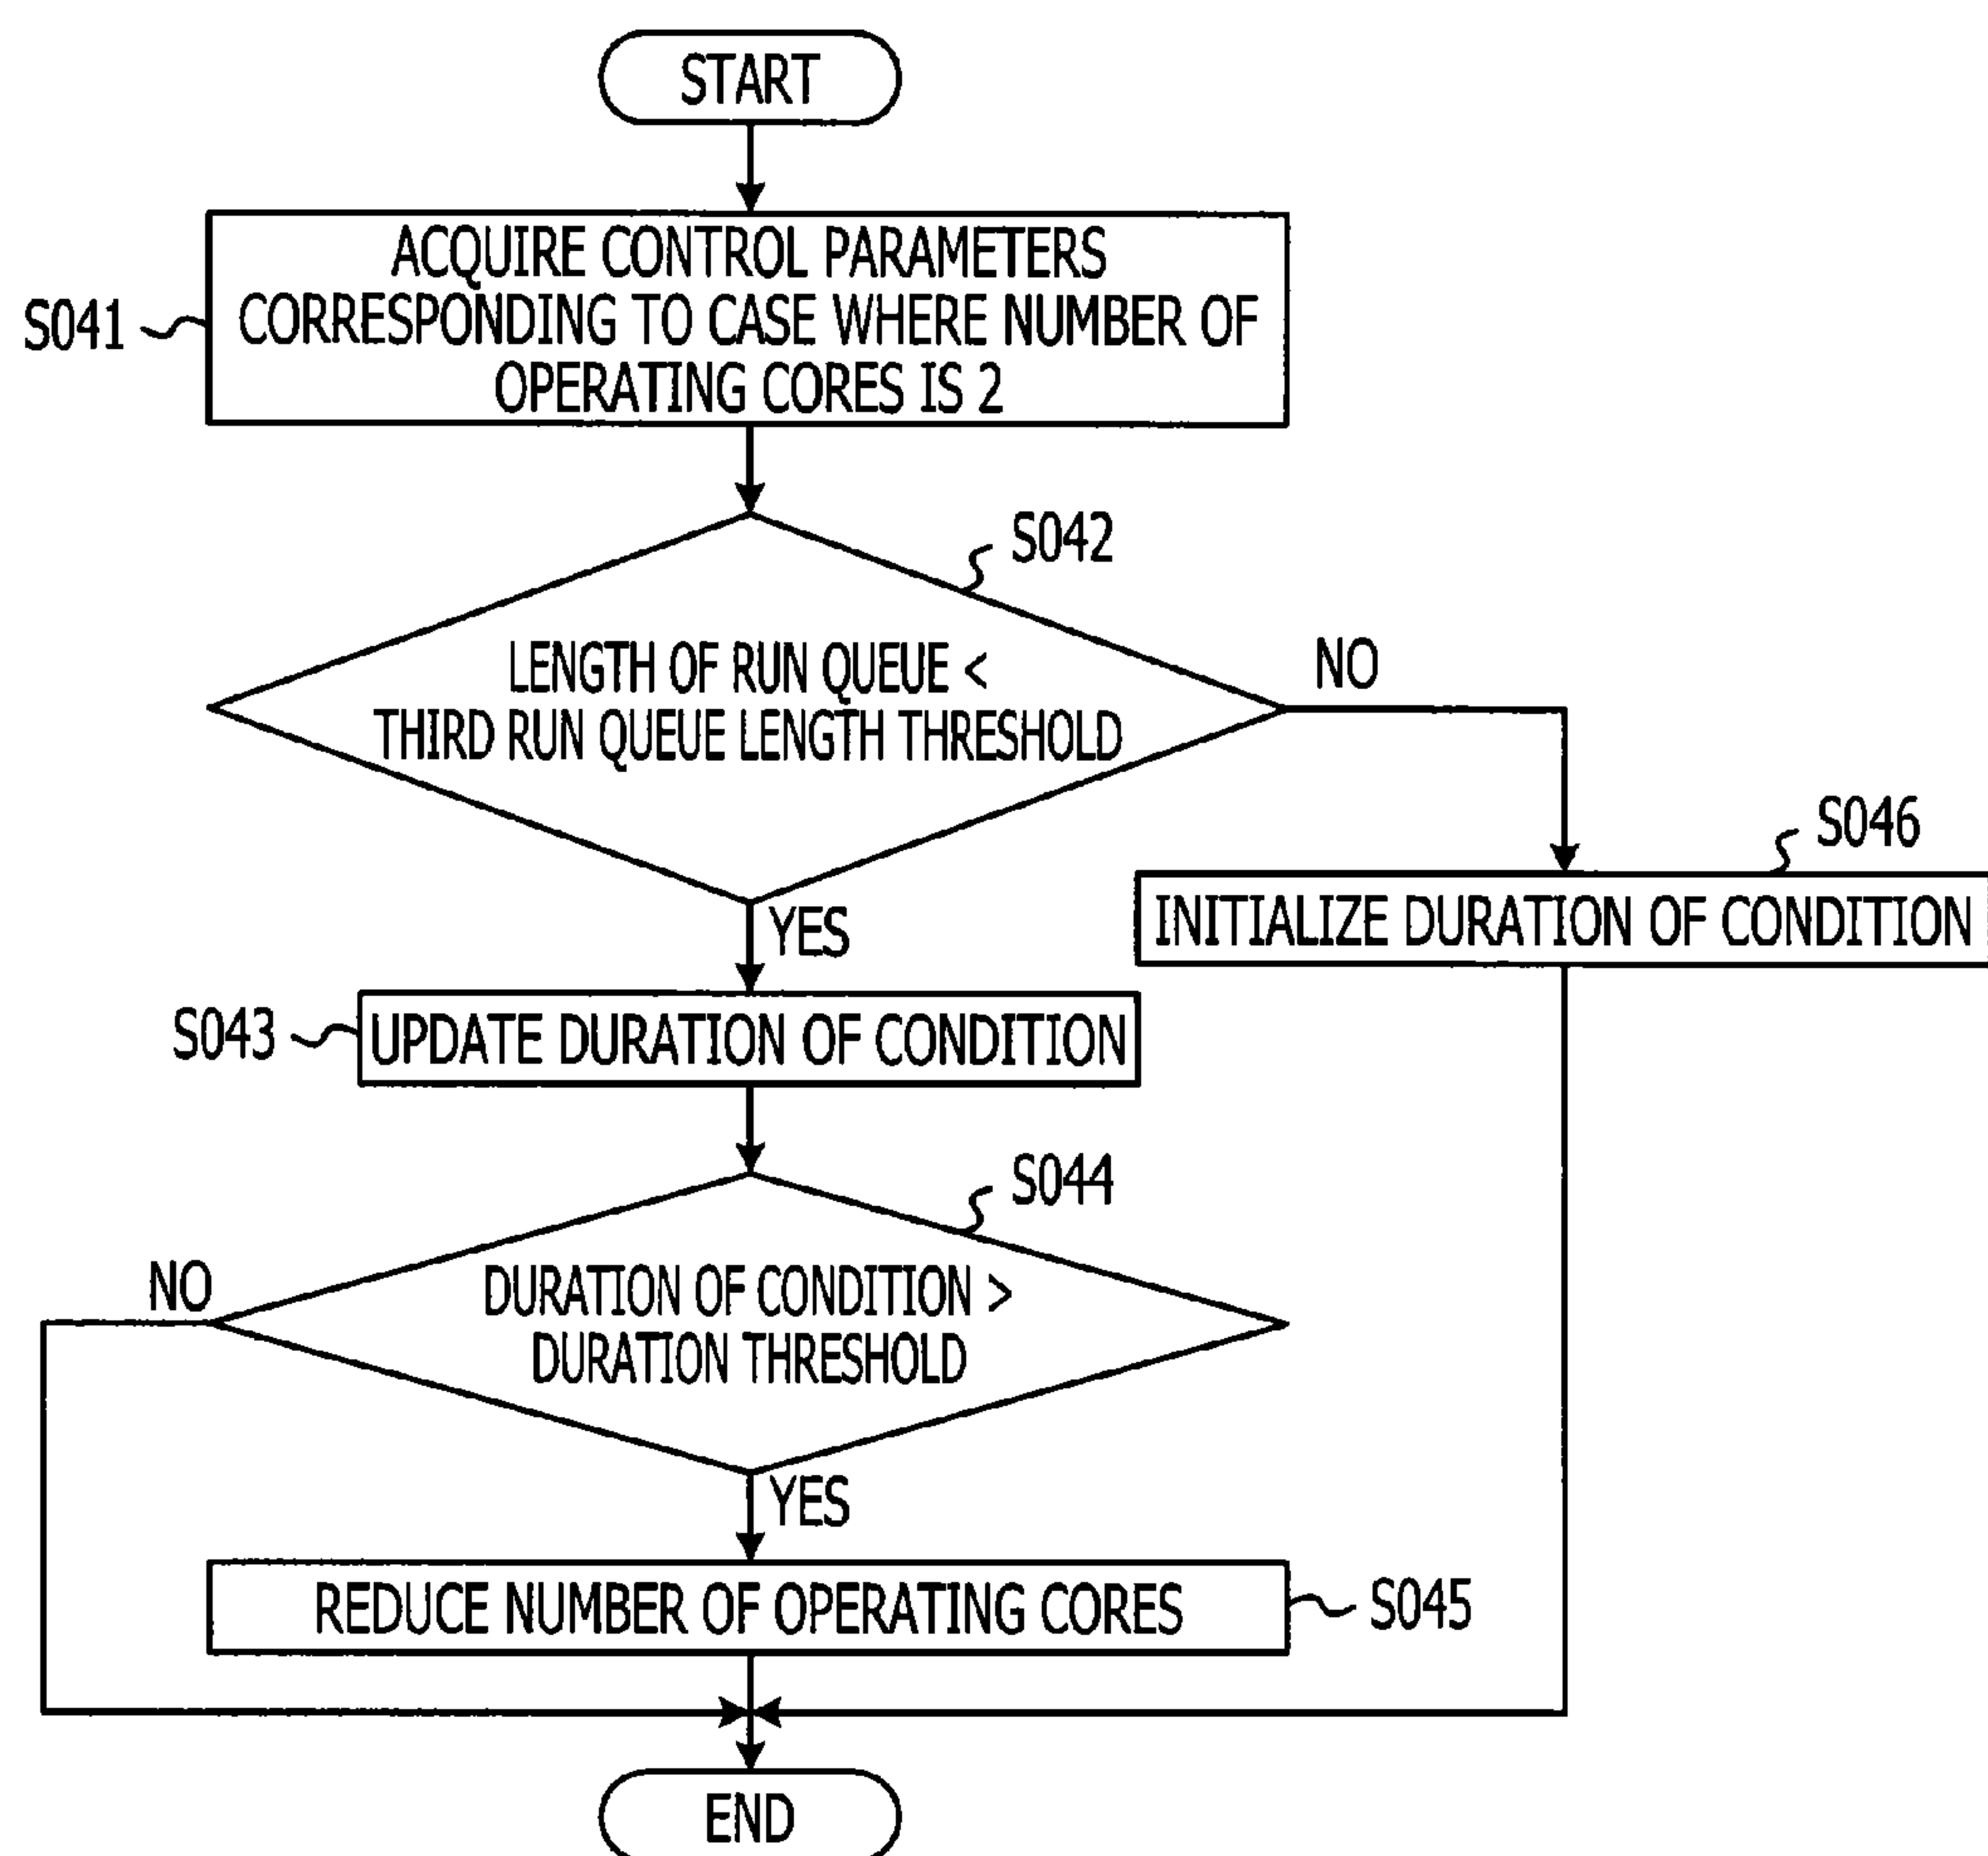 START
ACQUIRE CONTROL PARAMETERS
CORRESPONDING TO CASE WHERE NUMBER OF
OPERATING CORES IS 2
S041
S042
LENGTH OF RUN QUEUE <
THIRD RUN QUEUE LENGTH THRESHOLD
NO
YES
S046
INITIALIZE DURATION OF CONDITION
S043
UPDATE DURATION OF CONDITION
S044
DURATION OF CONDITION >
DURATION THRESHOLD
NO
YES
REDUCE NUMBER OF OPERATING CORES
S045
END